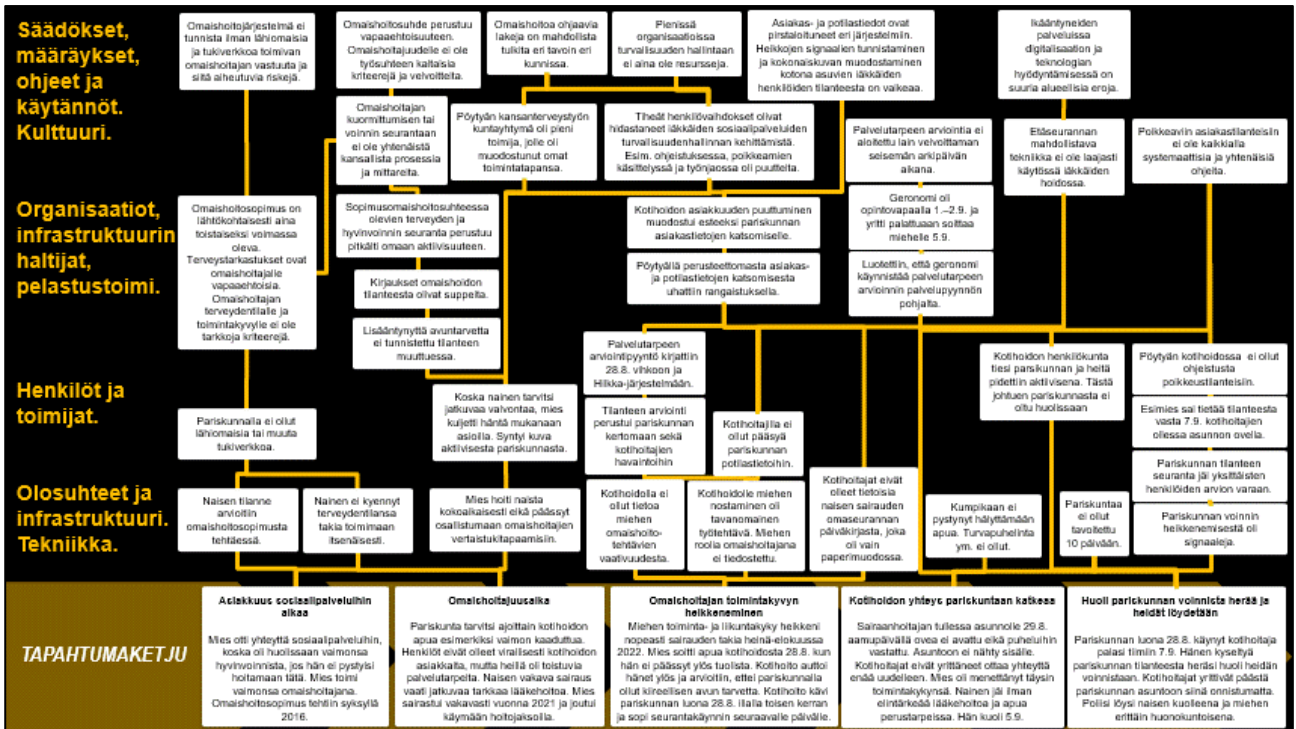 Säädökset,
määräykset,
ohjeet ja
käytännöt.
Kulttuuri.
Omaishoitojärjestelmä ei
tunnista ilman lähiomaisia
ja tukiverkkoa toimivan
omaishoitajan vastuuta ja
siitä aiheutuvia riskejä.
Omaishoitosuhde perustuu
vapaaehtoisuuteen.
Omaishoitajuudelle ei ole
työsuhteen kaltaisia
kriteerejä ja velvoitteita.
Omaishoitoa ohjaavia
lakeja on mahdollista
tulkita eri tavoin eri
kunnissa.
Pienissä
organisaatioissa
turvallisuuden hallintaan
ei aina ole resursseja.
Asiakas- ja potilastiedot ovat
pirstaloituneet eri järjestelmiin.
Heikkojen signaalien tunnistaminen
ja kokonaiskuvan muodostaminen
kotona asuvien iäkkäiden
henkilöiden tilanteesta on vaikeaa.
Ikääntyneiden
palveluissa
digitalisaation ja
teknologian
hyödyntämisessä on
suuria alueellisia eroja.
Omaishoitajan
kuormittumisen tai
voinnin seurantaan
ei ole yhtenäistä
kansallista prosessia
ja mittareita.
Pöytyän kansanterveystyön
kuntayhtymä oli pieni
toimija, jolle oli
muodostunut omat
toimintatapansa.
Tiheät henkilövaihdokset olivat
hidastaneet iäkkäiden sosiaalipalveluiden
turvallisuudenhallinnan kehittämistä.
Esim. ohjeistuksessa, poikkeamien
käsittelyssä ja työnjaossa oli puutteita.
Palvelutarpeen arviointia ei
aloitettu lain velvoittaman
seisemän arkipäivän
aikana.
Etäseurannan
mahdollistava
tekniikka ei ole laajasti
käytössä iäkkäiden
hoidossa.
Poikkeaviin asiakastilanteisiin
ei ole kaikkialla
systemaattisia ja yhtenäisiä
ohjeita.
Organisaatiot,
infrastruktuurin
haltijat,
pelastustoimi.
Omaishoitosopimus on
lähtökohtaisesti aina
toistaiseksi voimassa
oleva.
Terveystarkastukset ovat
omaishoitajalle
vapaaehtoisia.
Omaishoitajan
terveydentilalle ja
toimintakyvylle ei ole
tarkkoja kriteerejä.
Sopimusomaishoitosuhteessa
olevien terveyden ja
hyvinvoinnin seuranta perustuu
pitkälti omaan aktiivisuuteen.
Kirjaukset omaishoidon
tilanteesta olivat suppeita.
Lisääntynyttä avuntarvetta
ei tunnistettu tilanteen
muuttuessa.
Kotihoidon asiakkuuden puuttuminen
muodostui esteeksi pariskunnan
asiakastietojen katsomiselle.
Pöytyällä perusteettomasta asiakas-
ja potilastietojen katsomisesta
uhattiin rangaistuksella.
Geronomi oli
opintovapaalla 1.–2.9. ja
yritti palattuaan soittaa
miehelle 5.9.
Luotettiin, että geronomi
käynnistää palvelutarpeen
arvioinnin palvelupyynnön
pohjalta.
Henkilöt ja
toimijat.
Pariskunnalla ei ollut
lähiomaisia tai muuta
tukiverkkoa.
Koska nainen tarvitsi
jatkuvaa valvontaa, mies
kuljetti häntä mukanaan
asioilla. Syntyi kuva
aktiivisesta pariskunnasta.
Palvelutarpeen
arviointipyyntö kirjattiin
28.8. vihkoon ja
Hilkka-järjestelmään.
Tilanteen arviointi
perustui pariskunnan
kertomaan sekä
kotihoitajien
havaintoihin
Kotihoitajilla ei
ollut pääsyä
pariskunnan
potilastietoihin.
Kotihoidon henkilökunta
tiesi pariskunnan ja heitä
pidettiin aktiivisena. Tästä
johtuen pariskunnasta ei
oltu huolissaan
Pöytyän kotihoidossa ei ollut
ohjeistusta
poikkeustilanteisiin.
Esimies sai tietää tilanteesta
vasta 7.9. kotihoitajien
ollessa asunnon ovella.
Pariskunnan tilanteen
seuranta jäi yksittäisten
henkilöiden arvion varaan.
Pariskunnan voinnin
heikkenemisestä oli
signaaleja.
Olosuhteet ja
infrastruktuuri.
Tekniikka.
Naisen tilanne
arvioitiin
omaishoitosopimusta
tehtäessä.
Nainen ei kyennyt
terveydentilansa
takia toimimaan
itsenäisesti.
Mies hoiti naista
kokoaikaisesti eikä päässyt
osallistumaan omaishoitajien
vertaistukitapaamisiin.
Kotihoidolla ei
ollut tietoa
miehen
omaishoito-
tehtävien
vaativuudesta.
Kotihoidolle miehen
nostaminen oli
tavanomainen
työtehtävä. Miehen
roolia omaishoitajana
ei tiedostettu.
Kotihoitajat eivät
olleet tietoisia
naisen sairauden
omaseurannan
päiväkirjasta, joka
oli vain
paperimuodossa.
Kumpikaan ei
pystynyt hälyttämään
apua. Turvapuhelinta
ym. ei ollut.
Pariskuntaa
ei ollut
tavoitettu
10 päivään.
TAPAHTUMAKETJU
Asiakkuus sosiaalipalveluihin
alkaa
Mies otti yhteyttä sosiaalipalveluihin,
koska oli huolissaan vaimonsa
hyvinvoinnista, jos hän ei pystyisi
hoitamaan tätä. Mies toimi
vaimonsa omaishoitajana.
Omaishoitosopimus tehtiin syksyllä
2016.
Omaishoitajuusaika
Pariskunta tarvitsi ajoittain kotihoidon
apua esimerkiksi vaimon kaaduttua.
Henkilöt eivät olleet virallisesti kotihoidon
asiakkaita, mutta heillä oli toistuvia
palvelutarpeita. Naisen vakava sairaus
vaati jatkuvaa tarkkaa lääkehoitoa. Mies
sairastui vakavasti vuonna 2021 ja joutui
käymään hoitojaksoilla.
Omaishoitajan toimintakyvyn
heikkeneminen
Miehen toiminta- ja liikuntakyky heikkeni
nopeasti sairauden takia heinä-elokuussa
2022. Mies soitti apua kotihoidosta 28.8. kun
hän ei päässyt ylös tuolista. Kotihoito auttoi
hänet ylös ja arvioitiin, ettei pariskunnalla
ollut kiireellisen avun tarvetta. Kotihoito kävi
pariskunnan luona 28.8. illalla toisen kerran
ja sopi seurantakäynnin seuraavalle päivälle.
Kotihoidon yhteys pariskuntaan katkeaa
Sairaanhoitajan tullessa asunnolle 29.8.
aamupäivällä ovea ei avattu eikä puheluihin
vastattu. Asuntoon ei nähty sisälle.
Kotihoitajat eivät yrittäneet ottaa yhteyttä
enää uudelleen. Mies oli menettänyt täysin
toimintakykynsä. Nainen jäi ilman
elintärkeää lääkehoitoa ja apua
perustarpeissa. Hän kuoli 5.9.
Huoli pariskunnan voinnista herää ja
heidät löydetään
Pariskunnan luona 28.8. käynyt kotihoitaja
palasi tiimiin 7.9. Hänen kyseltyä
pariskunnan tilanteesta heräsi huoli heidän
voinnistaan. Kotihoitajat yrittivät päästä
pariskunnan asuntoon siinä onnistumatta.
Poliisi löysi naisen kuolleena ja miehen
erittäin huonokuntoisena.